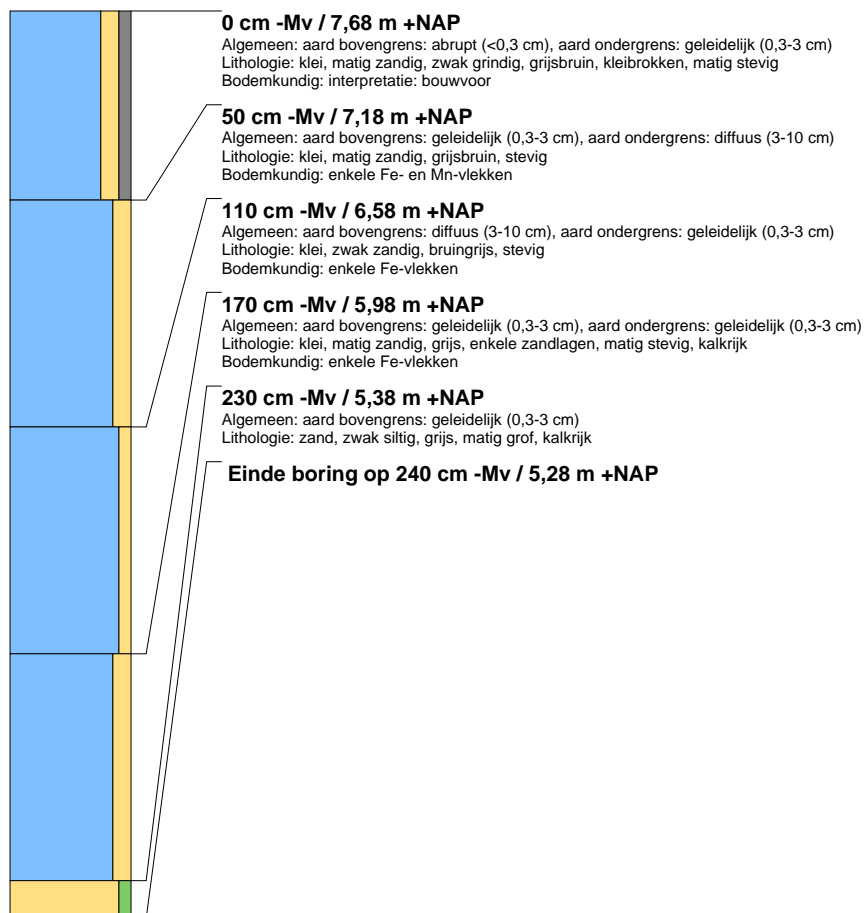 0 cm -Mv / 7,68 m +NAP
Algemeen: aard bovengrens: abrupt (<0,3 cm), aard ondergrens: geleidelijk (0,3-3 cm)
Lithologie: klei, matig zandig, zwak grindig, grijsbruin, kleibrokken, matig stevig
Bodemkundig: interpretatie: bouwvoor
50 cm -Mv / 7,18 m +NAP
Algemeen: aard bovengrens: geleidelijk (0,3-3 cm), aard ondergrens: diffuus (3-10 cm)
Lithologie: klei, matig zandig, grijsbruin, stevig
Bodemkundig: enkele Fe- en Mn-vlekken
110 cm -Mv / 6,58 m +NAP
Algemeen: aard bovengrens: diffuus (3-10 cm), aard ondergrens: geleidelijk (0,3-3 cm)
Lithologie: klei, zwak zandig, bruingrijs, stevig
Bodemkundig: enkele Fe-vlekken
170 cm -Mv / 5,98 m +NAP
Algemeen: aard bovengrens: geleidelijk (0,3-3 cm), aard ondergrens: geleidelijk (0,3-3 cm)
Lithologie: klei, matig zandig, grijs, enkele zandlagen, matig stevig, kalkrijk
Bodemkundig: enkele Fe-vlekken
230 cm -Mv / 5,38 m +NAP
Algemeen: aard bovengrens: geleidelijk (0,3-3 cm)
Lithologie: zand, zwak siltig, grijs, matig grof, kalkrijk
Einde boring op 240 cm -Mv / 5,28 m +NAP